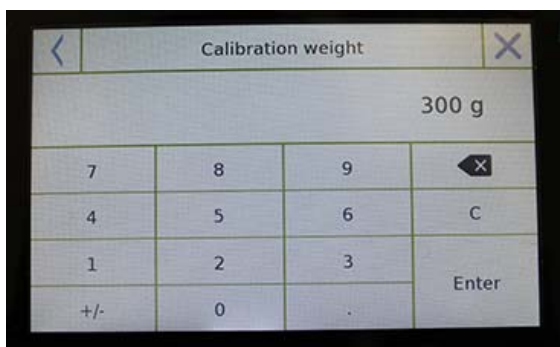 Calibration weight
300 g
7 8 9
4 5 6 C
1 2 3
Enter
+/- 0 .